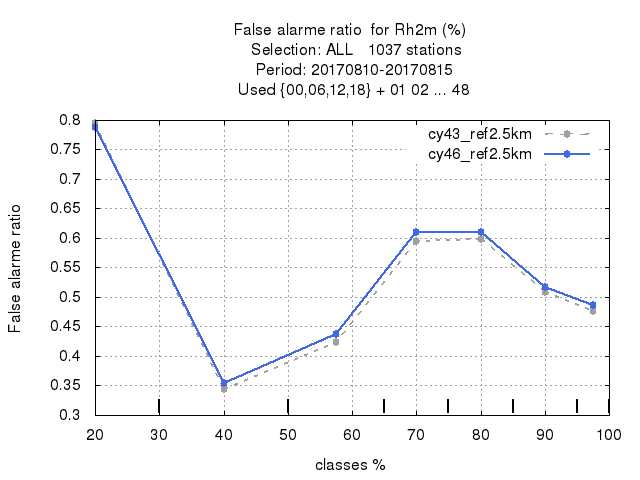 False alarme ratio  for Rh2m (%)
Selection: ALL   1037 stations
Period: 20170810-20170815
Used {00,06,12,18} + 01 02 ... 48
cy43_ref2.5km
cy46_ref2.5km
0.8
0.75
0.7
0.65
0.6
0.55
0.5
0.45
0.4
0.35
0.3
False alarme ratio
20 30 40 50 60 70 80 90 100
classes %